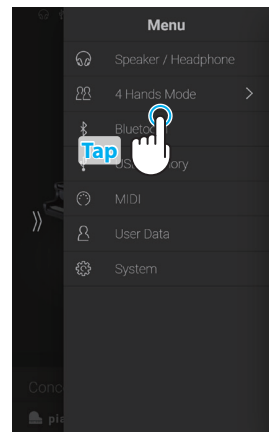 Menu
Speaker / Headphone
4 Hands Mode
Tap
MIDI
User Data
System